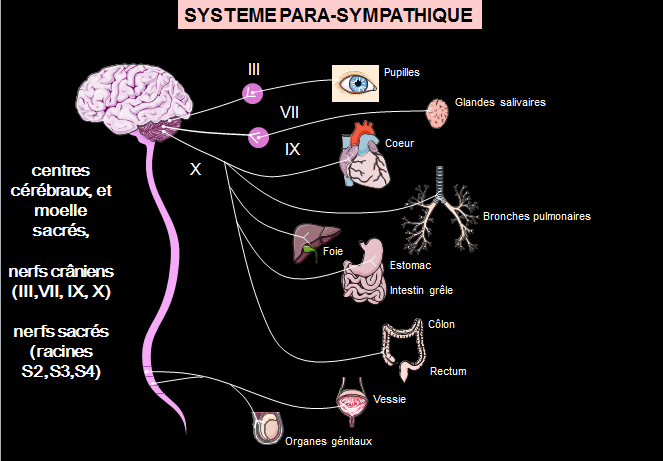 SYSTEME PARA-SYMPATHIQUE
III
Pupilles
VII
Glandes salivaires
IX
Coeur
X
centres
cérébraux, et
moelle
sacrés,
Bronches pulmonaires
Foie
Estomac
nerfs crâniens
(III,VII, IX, X)
Intestin grêle
Côlon
nerfs sacrés
(racines
S2,S3,S4)
Rectum
Vessie
Organes génitaux